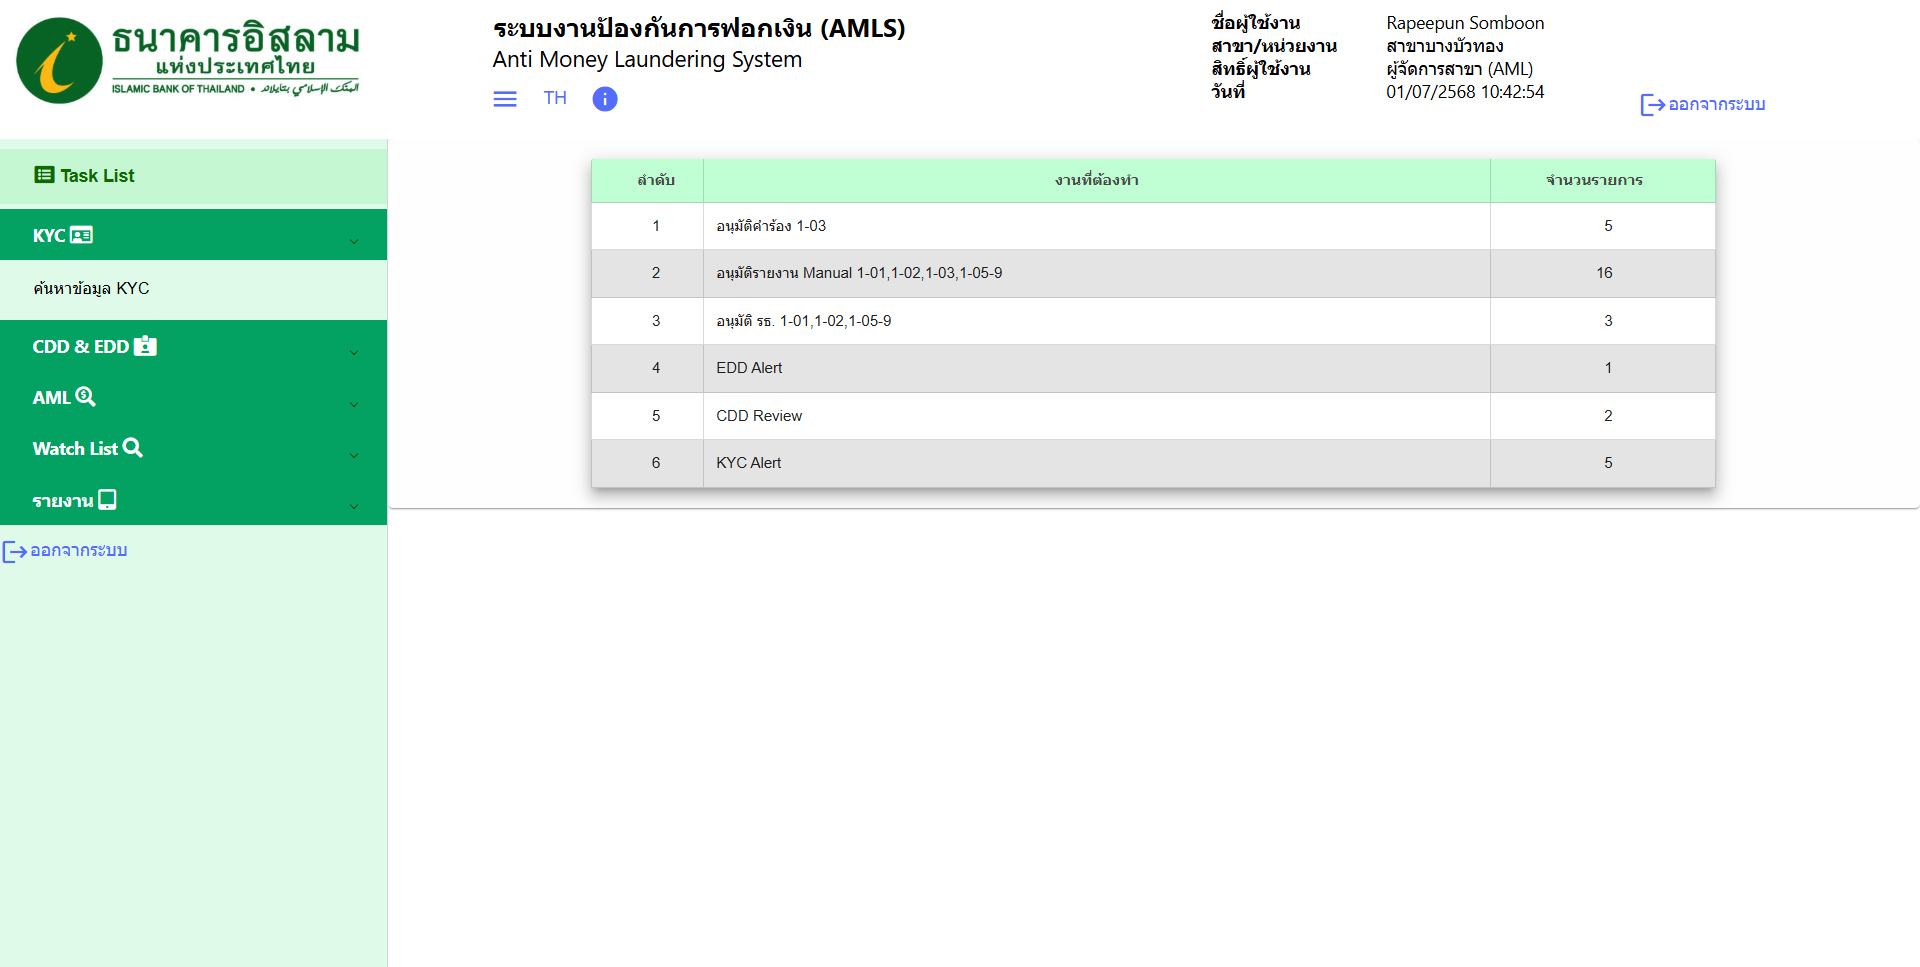 ธนาคารอิสลาม
แห่งประเทศไทย
ISLAMIC BANK OF THAILAND •
ระบบงานป้องกันการฟอกเงิน (AMLS)
Anti Money Laundering System
TH
ชื่อผู้ใช้งาน Rapeepun Somboon
สาขา/หน่วยงาน สาขาบางบัวทอง
สิทธิ์ผู้ใช้งาน ผู้จัดการสาขา (AML)
วันที่ 01/07/2568 10:42:54
ออกจากระบบ
Task List
KYC
ค้นหาข้อมูล KYC
CDD & EDD
AML
Watch List
รายงาน
ออกจากระบบ
ลำดับ งานที่ต้องทำ จำนวนรายการ
1 อนุมัติคำร้อง 1-03 5
2 อนุมัติรายงาน Manual 1-01,1-02,1-03,1-05-9 16
3 อนุมัติ รธ. 1-01,1-02,1-05-9 3
4 EDD Alert 1
5 CDD Review 2
6 KYC Alert 5